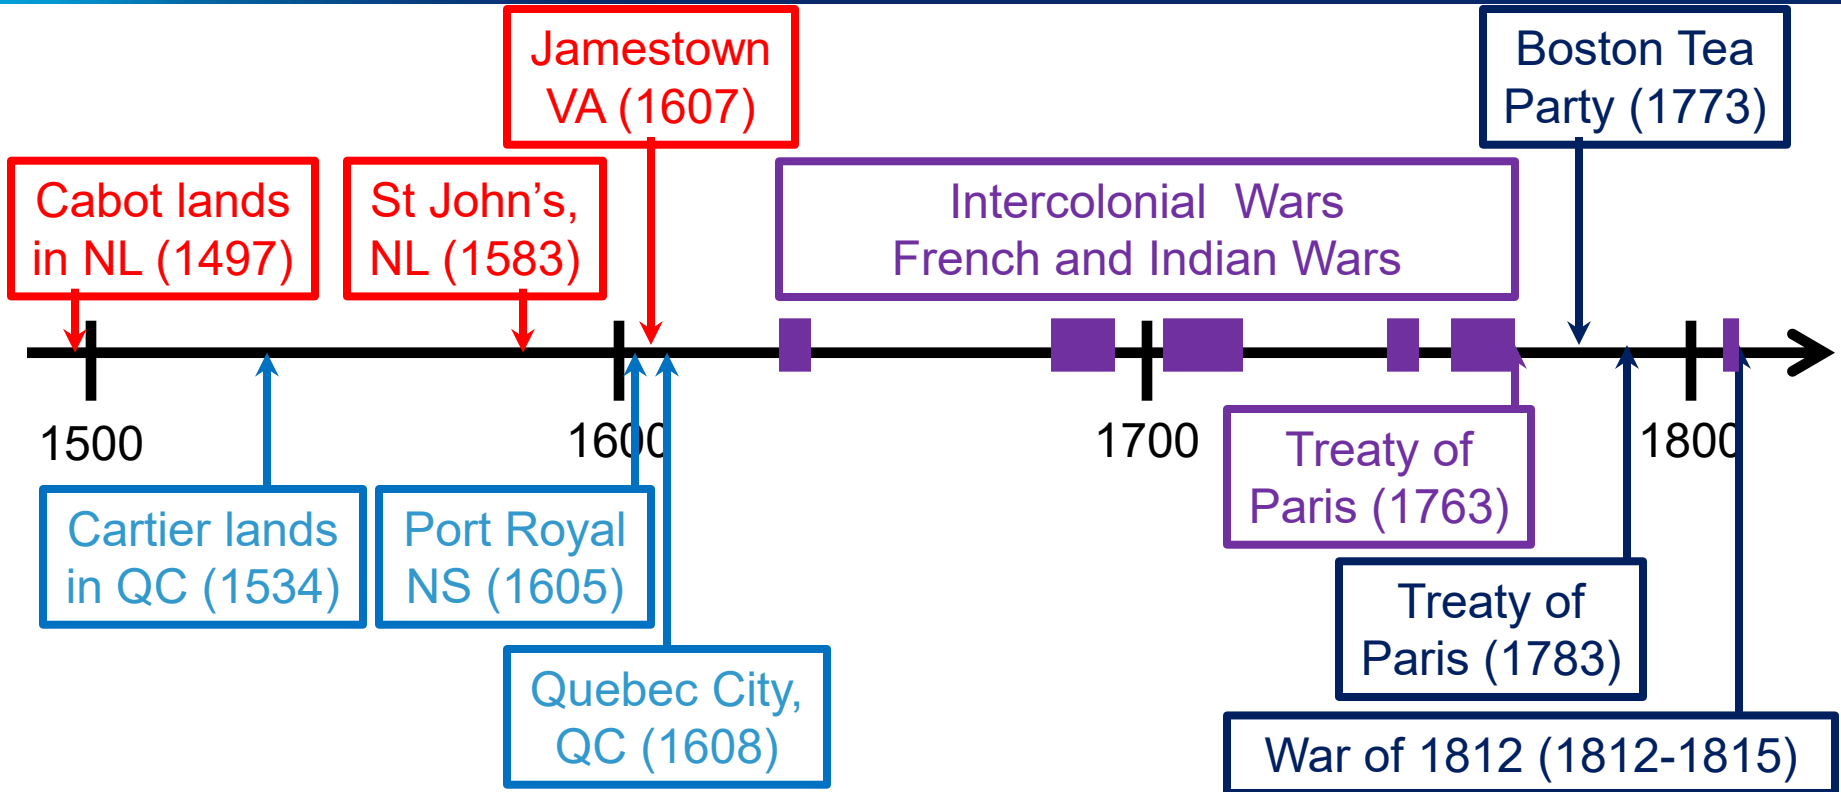 Jamestown
VA (1607)
Boston Tea
Party (1773)
Cabot lands
in NL (1497)
St John’s,
NL (1583)
Intercolonial  Wars
French and Indian Wars
1500
1600
1700
1800
Treaty of
Paris (1763)
Cartier lands
in QC (1534)
Port Royal
NS (1605)
Treaty of
Paris (1783)
Quebec City,
QC (1608)
War of 1812 (1812-1815)